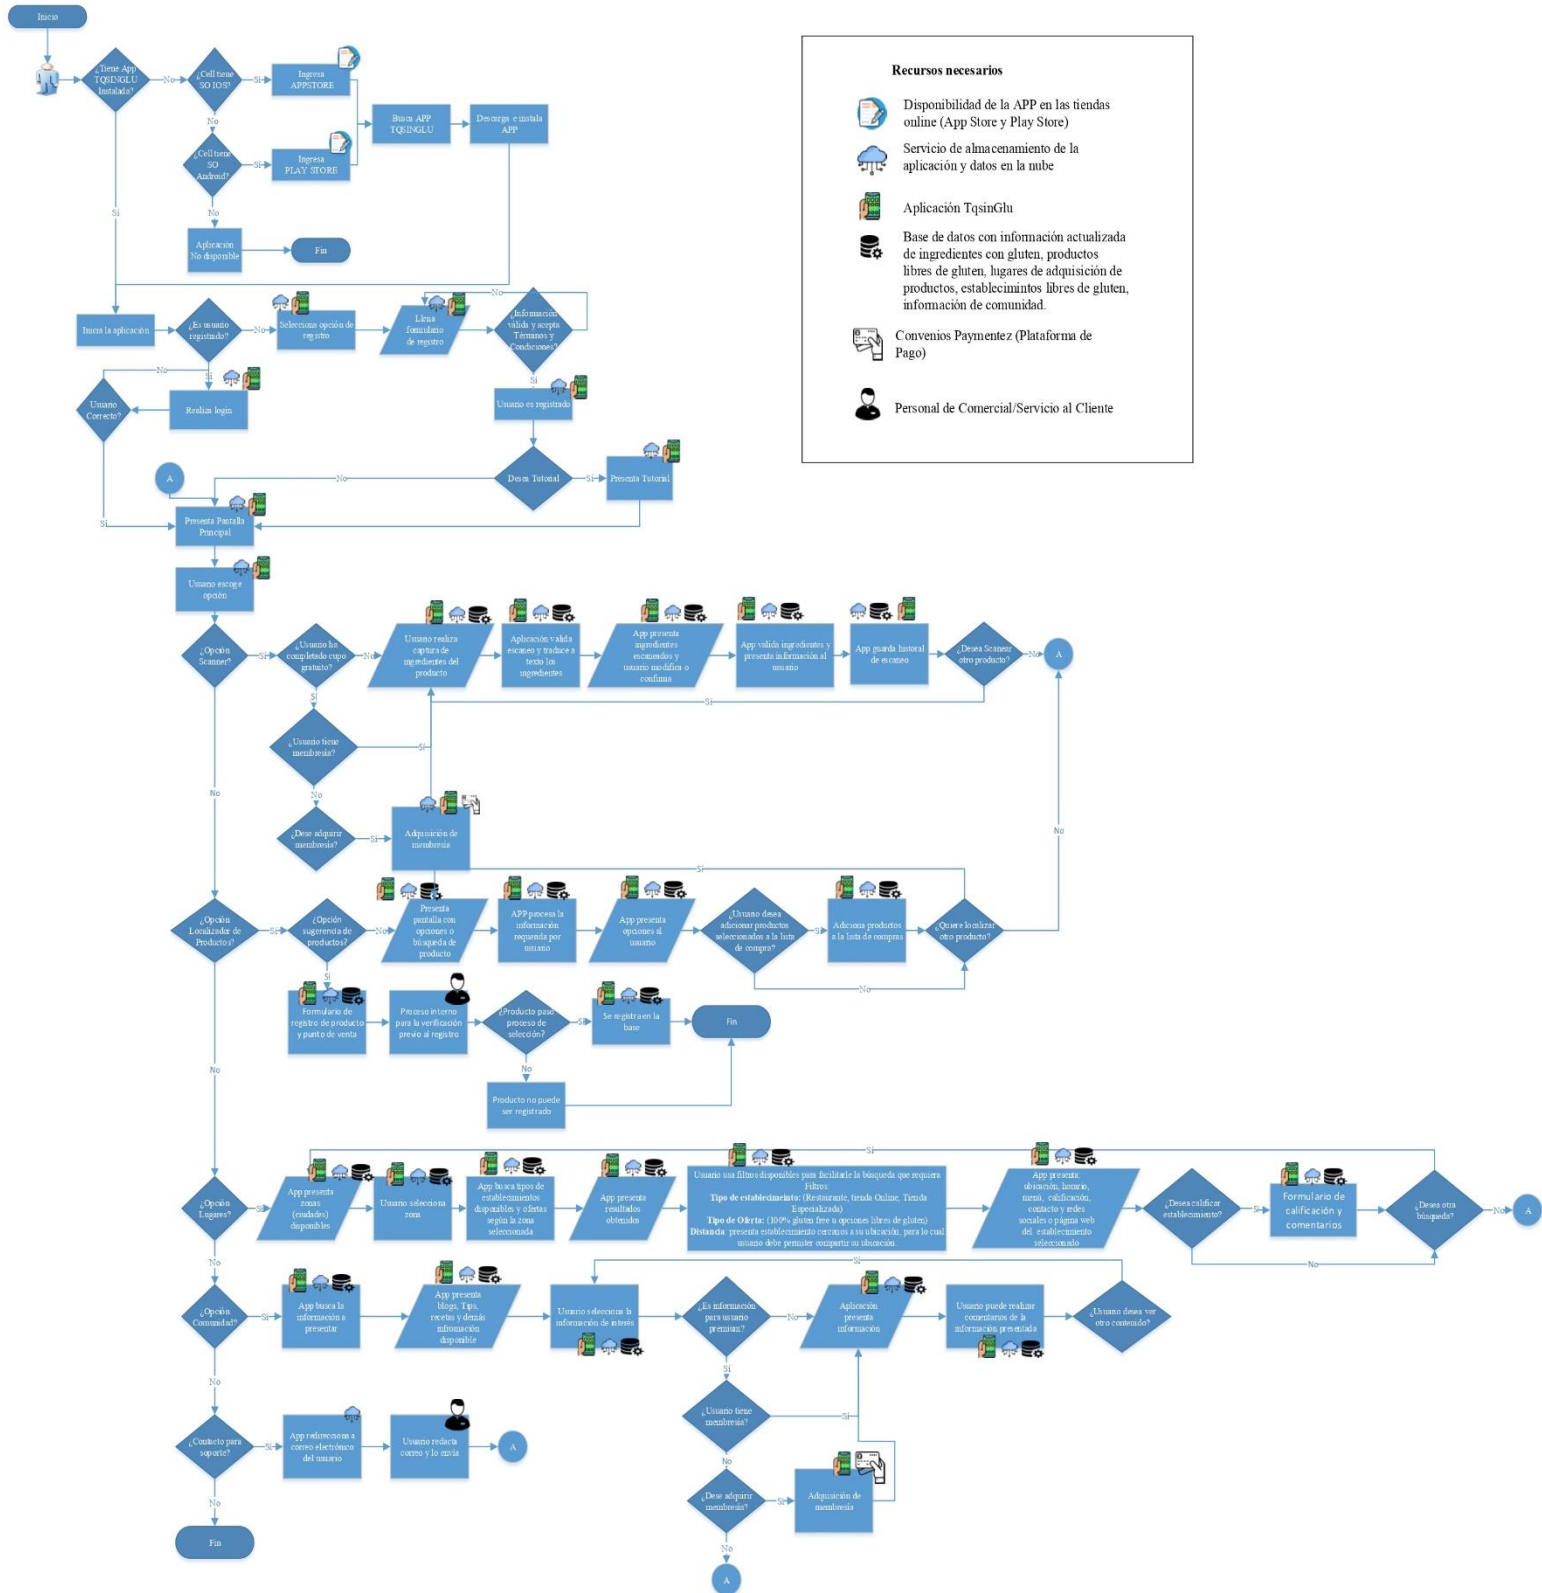 Inicio
¿Tiene App
TQSINGLU
Instalada?
No
¿Cell tiene
SO IOS?
Si
Ingresa
APPSTORE
No
¿Cell tiene
SO
Android?
Si
Ingresa
PLAY STORE
Busca APP
TQSINGLU
Descarga e instala
APP
No
Aplicación
No disponible
Fin
Si
Recursos necesarios
Disponibilidad de la APP en las tiendas
online (App Store y Play Store)
Servicio de almacenamiento de la
aplicación y datos en la nube
Aplicación TqsinGlu
Base de datos con información actualizada
de ingredientes con gluten, productos
libres de gluten, lugares de adquisición de
productos, establecimintos libres de gluten,
información de comunidad.
Convenios Paymentez (Plataforma de
Pago)
Personal de Comercial/Servicio al Cliente
Inicia la aplicación
¿Es usuario
registrado?
No
Selecciona opción de
registro
Llena
formulario
de registro
No
¿Información
válida y acepta
Términos y
Condiciones?
No
Si
Si
Usuario
Correcto?
Realiza login
Usuario es registrado
Desea Tutorial
No
Si
Presenta Tutorial
A
Si
Presenta Pantalla
Principal
Usuario escoge
opción
¿Opción
Scanner?
Si
¿Usuario ha
completado cupo
gratuito?
No
Usuario realiza
captura de
ingredientes del
producto
Aplicación valida
escaneo y traduce a
texto los
ingredientes
App presenta
ingredientes
escaneados y
usuario modifica o
confirma
App valida ingredientes y
presenta información al
usuario
App guarda historal
de escaneo
¿Desea Scanear
otro producto?
No
A
Si
Si
¿Usuario tiene
membresía?
Si
No
No
¿Dese adquirir
membresía?
Si
Adquisición de
membresía
No
Si
¿Opción
Localizador de
Productos?
Si
¿Opción
sugerencia de
productos?
No
Presenta
pantalla con
opciones o
búsqueda de
producto
APP procesa la
información
requerida por
usuario
App presenta
opciones al
usuario
¿Usuario desea
adicionar productos
seleccionados a la lista
de compra?
Si
Adiciona productos
a la lista de compras
¿Quiere localizar
otro producto?
No
Si
Formulario de
registro de producto
y punto de venta
Proceso interno
para la verificación
previo al registro
¿Producto paso
proceso de
selección?
Si
Se registra en la
base
Fin
No
Producto no puede
ser registrado
No
Si
¿Opción
Lugares?
Si
App presenta
zonas
(ciudades)
disponibles
Usuario selecciona
zona
App busca tipos de
establecimientos
disponibles y ofertas
según la zona
seleccionada
App presenta
resultados
obtenidos
Usuario usa filtros disponibles para facilitarle la búsqueda que requiera
Filtros:
Tipo de establecimiento: (Restaurante, tienda Online, Tienda
Especializada)
Tipo de Oferta: (100% gluten free u opciones libres de gluten)
Distancia: presenta establecimiento cercanos a su ubicación, para lo cual
usuario debe permiter compartir su ubicación.
App presenta:
ubicación, horario,
menú, calificación,
contacto y redes
sociales o página web
del establecimiento
seleccionado
¿Desea calificar
establecimiento?
Si
Formulario de
calificación y
comentarios
¿Desea otra
búsqueda?
No
A
No
No
Si
¿Opción
Comunidad?
Si
App busca la
información a
presentar
App presenta
blogs, Tips,
recetas y demás
infromación
disponible
Usuario selecciona la
información de interés
¿Es información
para usuario
premium?
No
Aplicación
presenta
información
Usuario puede realizar
comentarios de la
información presentada
¿Usuario desea ver
otro contenido?
No
Si
¿Usuario tiene
membresía?
Si
¿Contacto para
soporte?
Si
App redirecciona a
correo electrónico
del usuario
Usuario redacta
correo y lo envía
A
No
¿Dese adquirir
membresía?
Si
Adquisición de
membresía
No
Fin
No
A